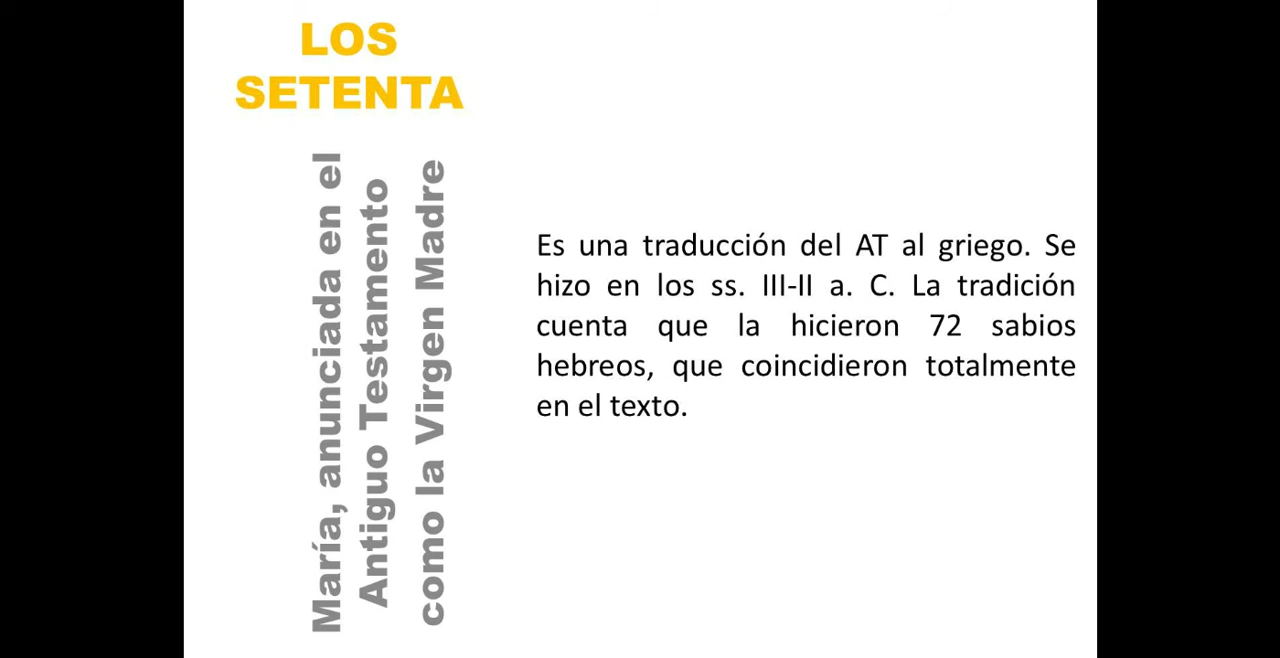 LOS
SETENTA
María, anunciada en el
Antiguo Testamento
como la Virgen Madre
Es una traducción del AT al griego. Se
hizo en los ss. III-II a. C. La tradición
cuenta que la hicieron 72 sabios
hebreos, que coincidieron totalmente
en el texto.